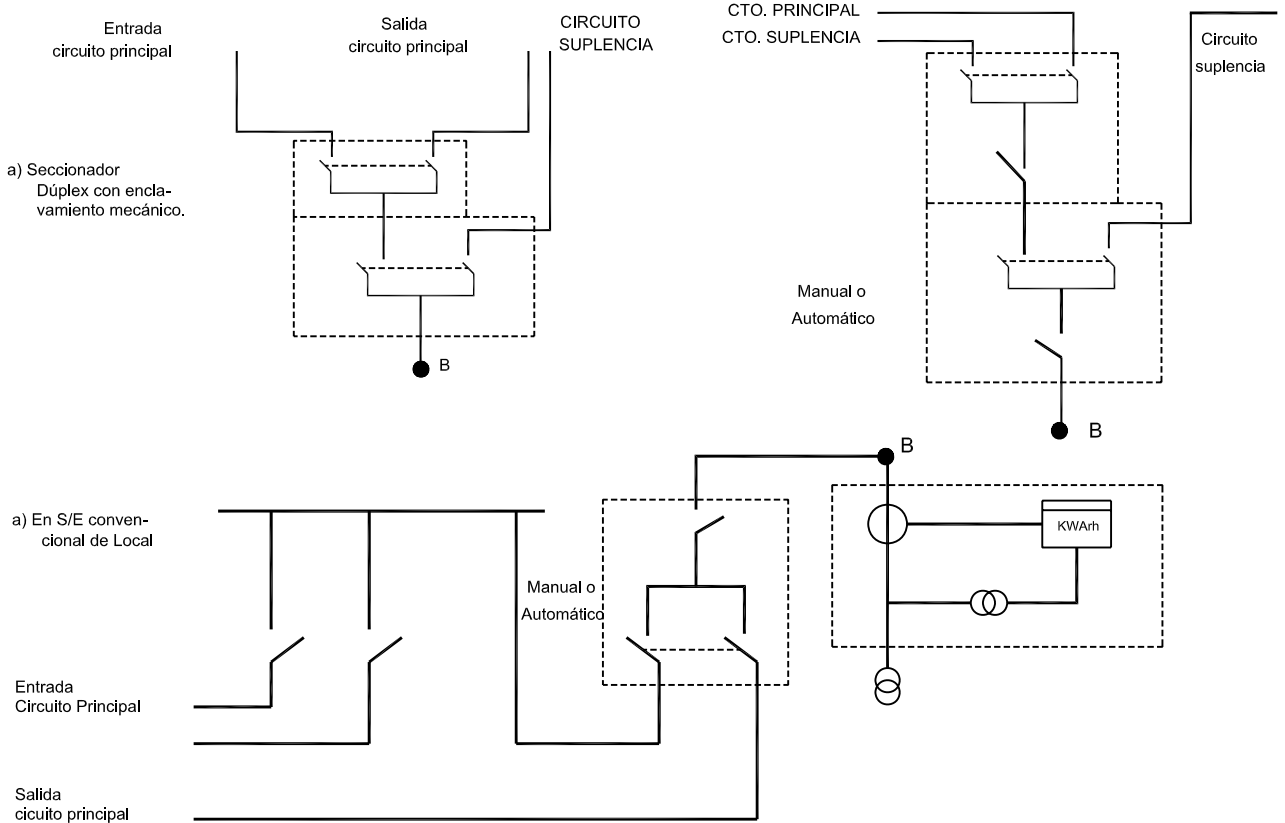 Entrada
circuito principal
Salida
circuito principal
CIRCUITO
SUPLENCIA
CTO. PRINCIPAL
CTO. SUPLENCIA
Circuito
suplencia
a) Seccionador
Dúplex con encla-
vamiento mecánico.
B
Manual o
Automático
B
a) En S/E conven-
cional de Local
Manual o
Automático
B
KWArh
Entrada
Circuito Principal
Salida
cicuito principal